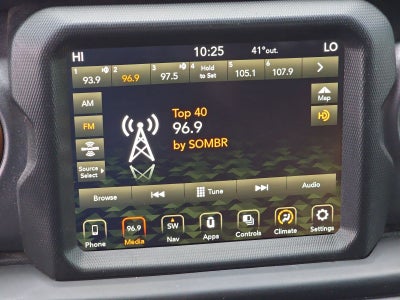 HI 10:25 41°out. LO
1 2 3 4 5 6
93.9 96.9 97.5 Hold to Set 105.1 107.9
AM
FM
Source
Select
Top 40
96.9
by SOMBR
Map
Browse Tune Audio
96.9 SW
Phone Media Nav Apps Controls Climate Settings